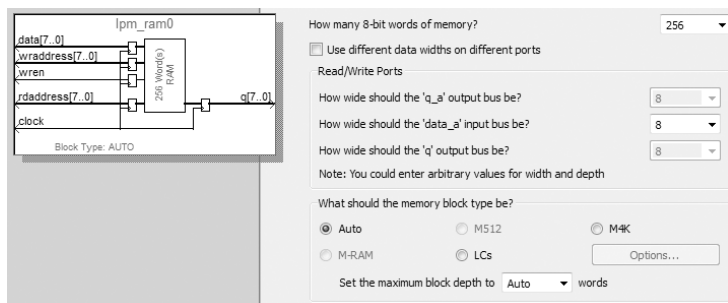 lpm_ram0
data[7..0]
wraddress[7..0]
wren
rdaddress[7..0]
clock
256 Word(s)
RAM
q[7..0]
Block Type: AUTO
How many 8-bit words of memory?
256
Use different data widths on different ports
Read/Write Ports
How wide should the 'q_a' output bus be?
8
How wide should the 'data_a' input bus be?
8
How wide should the 'q' output bus be?
8
Note: You could enter arbitrary values for width and depth
What should the memory block type be?
Auto
M512
M4K
M-RAM
LCs
Options...
Set the maximum block depth to Auto words